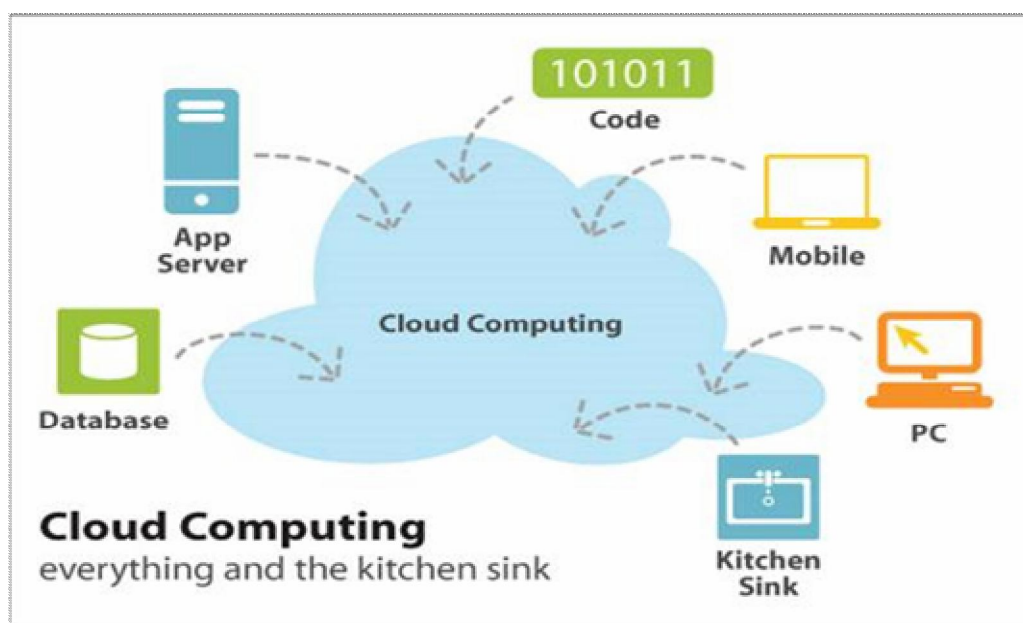 101011
Code
App
Server
Mobile
Cloud Computing
Database
PC
Cloud Computing
everything and the kitchen sink
Kitchen
Sink